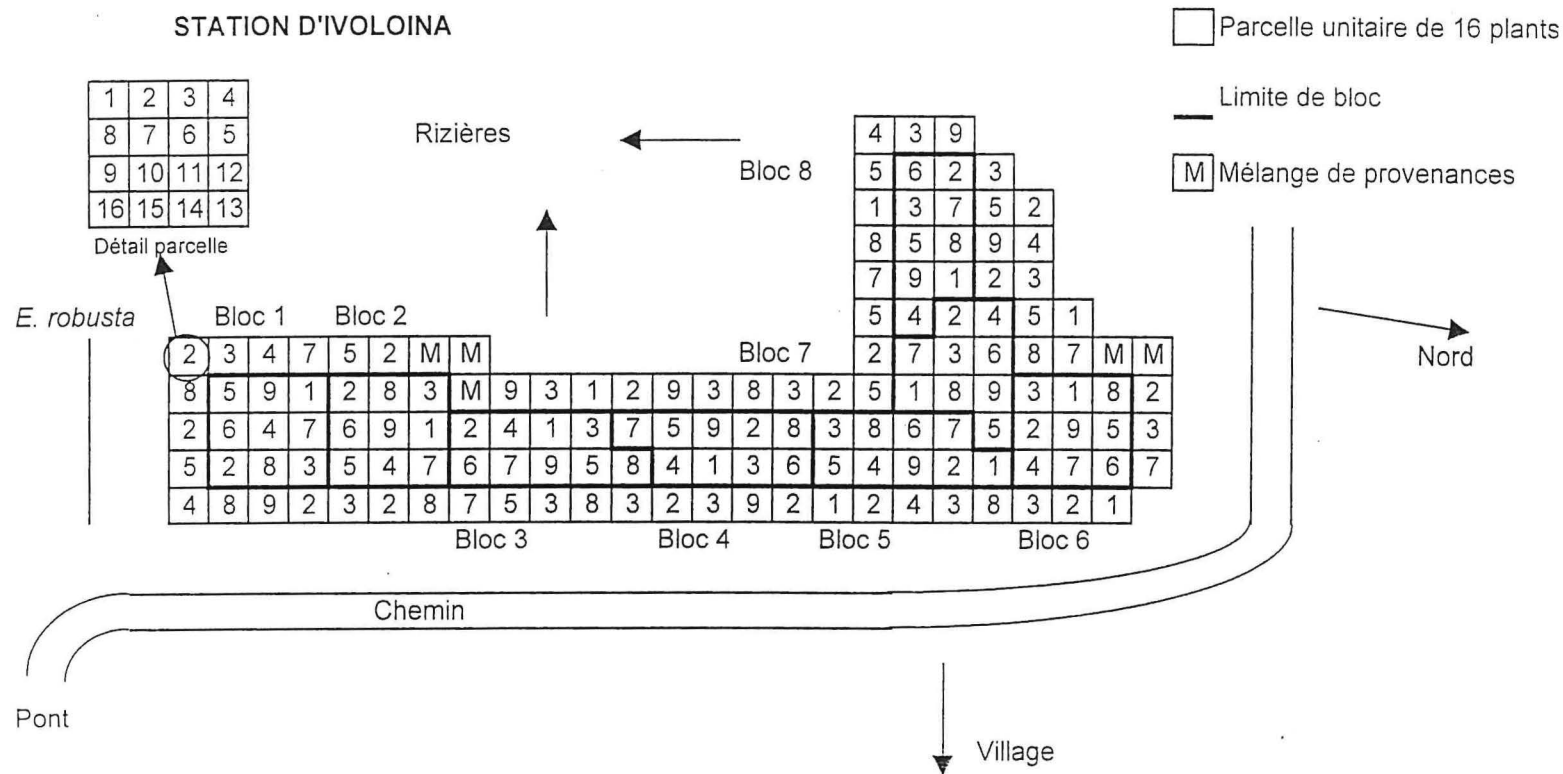 STATION D'IVOLOINA
Parcelle unitaire de 16 plants
Limite de bloc
M Mélange de provenances
1 2 3 4
8 7 6 5
9 10 11 12
16 15 14 13
Détail parcelle
Rizières
Bloc 8
4 3 9
5 6 2 3
1 3 7 5 2
8 5 8 9 4
7 9 1 2 3
E. robusta
Bloc 1 Bloc 2
5 4 2 4 5 1
2 3 4 7 5 2 M M
Bloc 7
2 7 3 6 8 7 M M
Nord
8 5 9 1 2 8 3 M 9 3 1 2 9 3 8 3 2 5 1 8 9 3 1 8 2
2 6 4 7 6 9 1 2 4 1 3 7 5 9 2 8 3 8 6 7 5 2 9 5 3
5 2 8 3 5 4 7 6 7 9 5 8 4 1 3 6 5 4 9 2 1 4 7 6 7
4 8 9 2 3 2 8 7 5 3 8 3 2 3 9 2 1 2 4 3 8 3 2 1
Bloc 3 Bloc 4 Bloc 5 Bloc 6
Chemin
Pont
Village